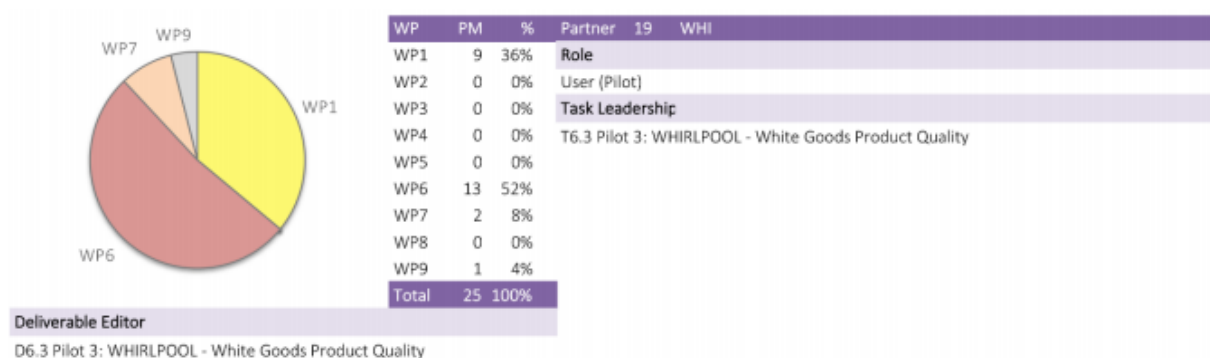 WP9
WP7
WP1
WP6
WP PM %
WP1 9 36%
WP2 0 0%
WP3 0 0%
WP4 0 0%
WP5 0 0%
WP6 13 52%
WP7 2 8%
WP8 0 0%
WP9 1 4%
Total 25 100%
Partner 19 WHI
Role
User (Pilot)
Task Leadership
T6.3 Pilot 3: WHIRLPOOL - White Goods Product Quality
Deliverable Editor
D6.3 Pilot 3: WHIRLPOOL - White Goods Product Quality